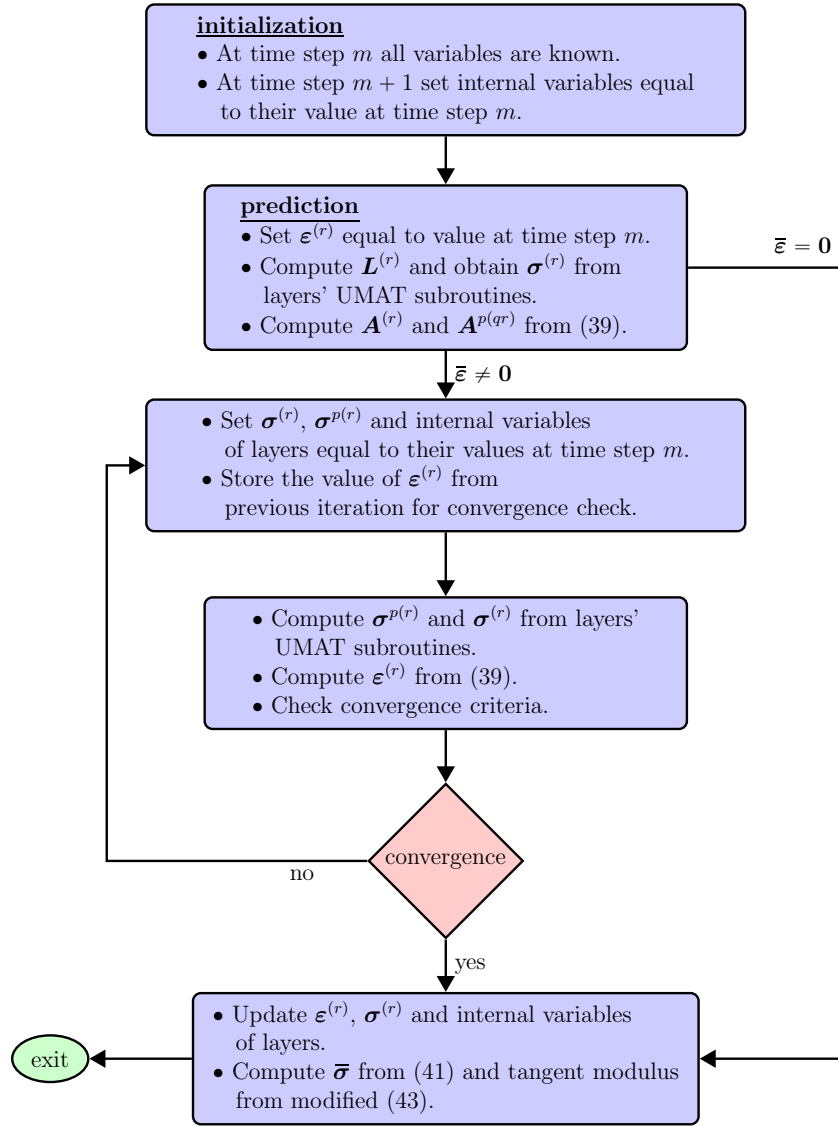 initialization
• At time step m all variables are known.
• At time step m + 1 set internal variables equal
to their value at time step m.
prediction
• Set ε^(r) equal to value at time step m.
• Compute L^(r) and obtain σ^(r) from
layers' UMAT subroutines.
• Compute A^(r) and A^p(qr) from (39).
ε̅ = 0
ε̅ ≠ 0
• Set σ^(r), σ^p(r) and internal variables
of layers equal to their values at time step m.
• Store the value of ε^(r) from
previous iteration for convergence check.
• Compute σ^p(r) and σ^(r) from layers'
UMAT subroutines.
• Compute ε^(r) from (39).
• Check convergence criteria.
convergence
no
yes
• Update ε^(r), σ^(r) and internal variables
of layers.
• Compute σ̅ from (41) and tangent modulus
from modified (43).
exit